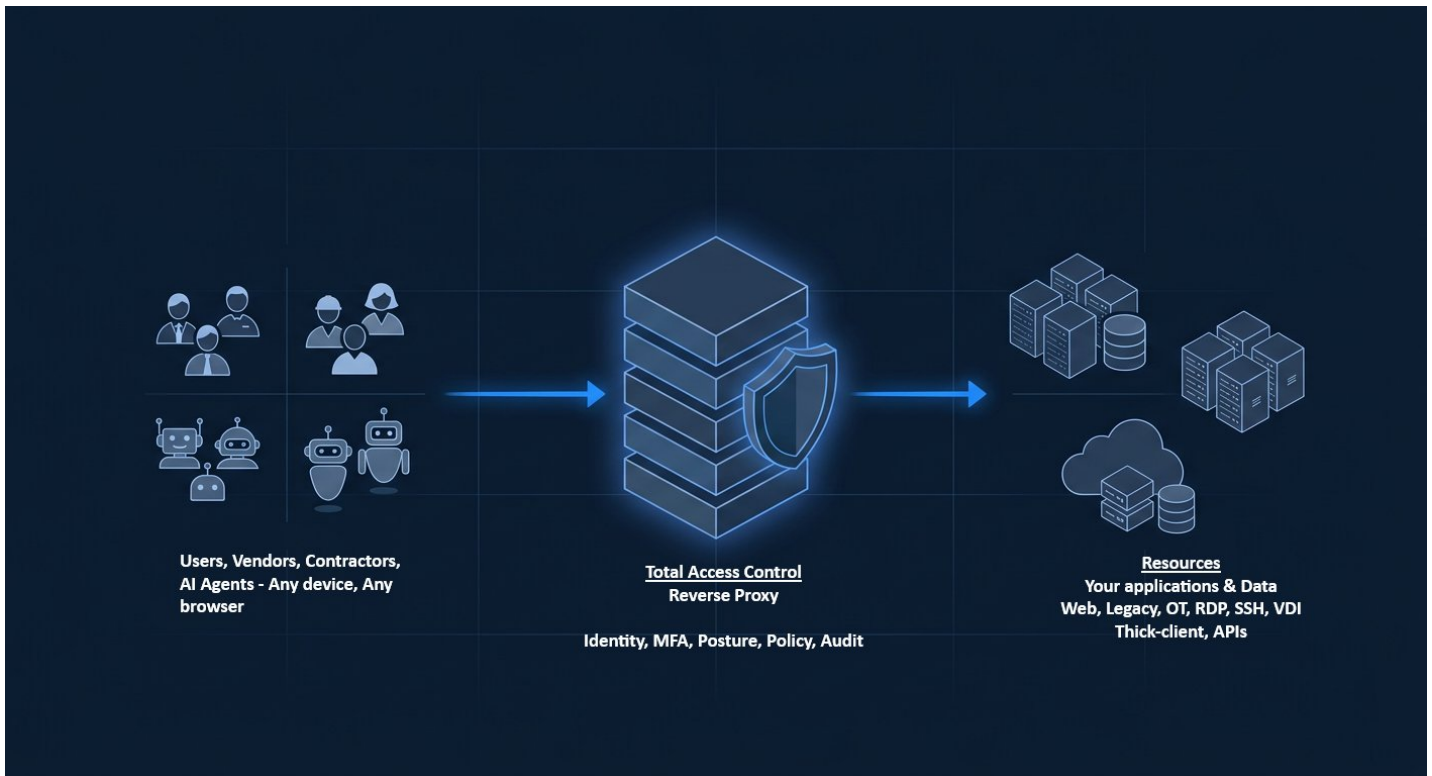 Users, Vendors, Contractors,
AI Agents - Any device, Any
browser
Total Access Control
Reverse Proxy
Identity, MFA, Posture, Policy, Audit
Resources
Your applications & Data
Web, Legacy, OT, RDP, SSH, VDI
Thick-client, APIs